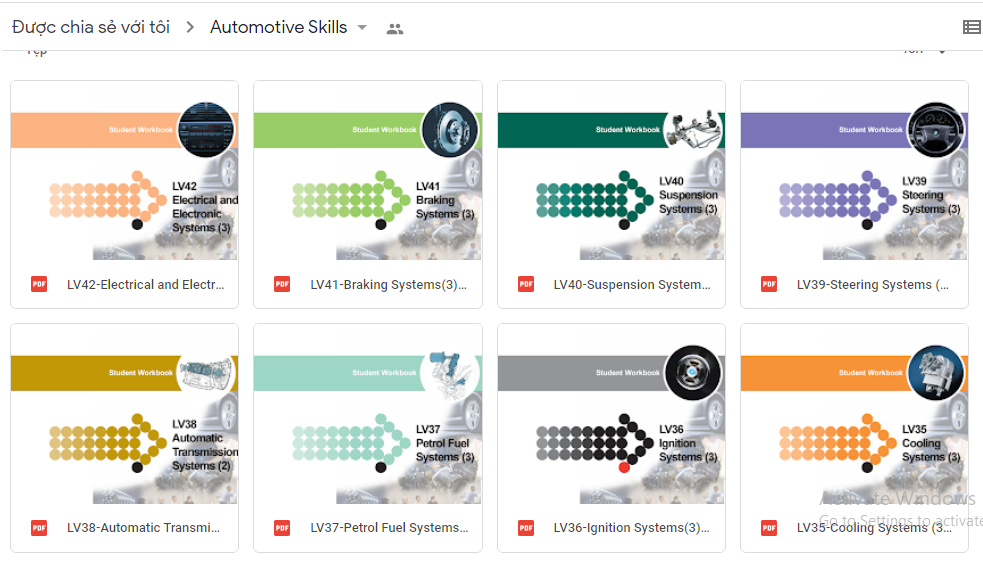 Được chia sẻ với tôi > Automotive Skills
Student Workbook
LV42
Electrical and
Electronic
Systems (3)
PDF LV42-Electrical and Electr...
Student Workbook
LV41
Braking
Systems (3)
PDF LV41-Braking Systems(3)...
Student Workbook
LV40
Suspension
Systems (3)
PDF LV40-Suspension System...
Student Workbook
LV39
Steering
Systems (3)
PDF LV39-Steering Systems (...
Student Workbook
LV38
Automatic
Transmission
Systems (2)
PDF LV38-Automatic Transmi...
Student Workbook
LV37
Petrol Fuel
Systems (3)
PDF LV37-Petrol Fuel Systems...
Student Workbook
LV36
Ignition
Systems (3)
PDF LV36-Ignition Systems(3)...
Student Workbook
LV35
Cooling
Systems (3)
PDF LV35-Cooling Systems (3...
Activate Windows
Go to Settings to activate